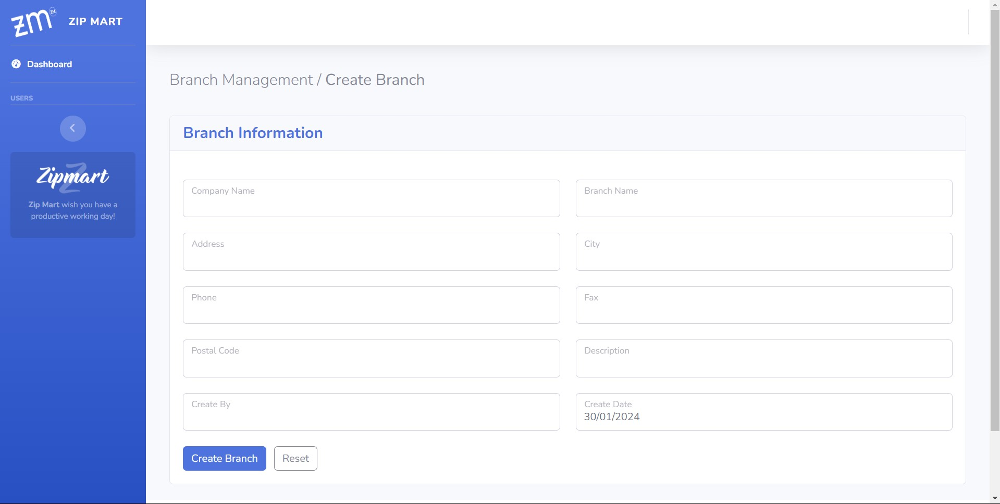 zm ZM
ZIP MART
Dashboard
USERS
Zipmart
Zip Mart wish you have a
productive working day!
Branch Management / Create Branch
Branch Information
Company Name
Branch Name
Address
City
Phone
Fax
Postal Code
Description
Create By
Create Date
30/01/2024
Create Branch
Reset